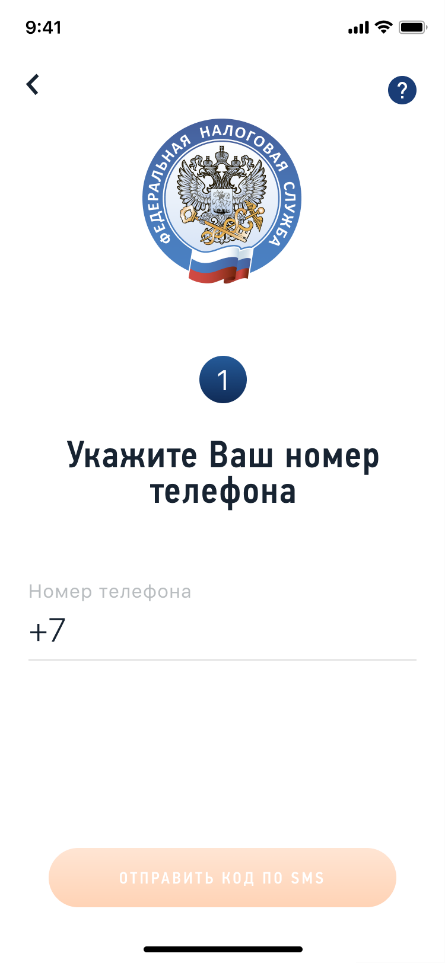 9:41
?
ФЕДЕРАЛЬНАЯ НАЛОГОВАЯ СЛУЖБА
1
Укажите Ваш номер
телефона
Номер телефона
+7
ОТПРАВИТЬ КОД ПО SMS